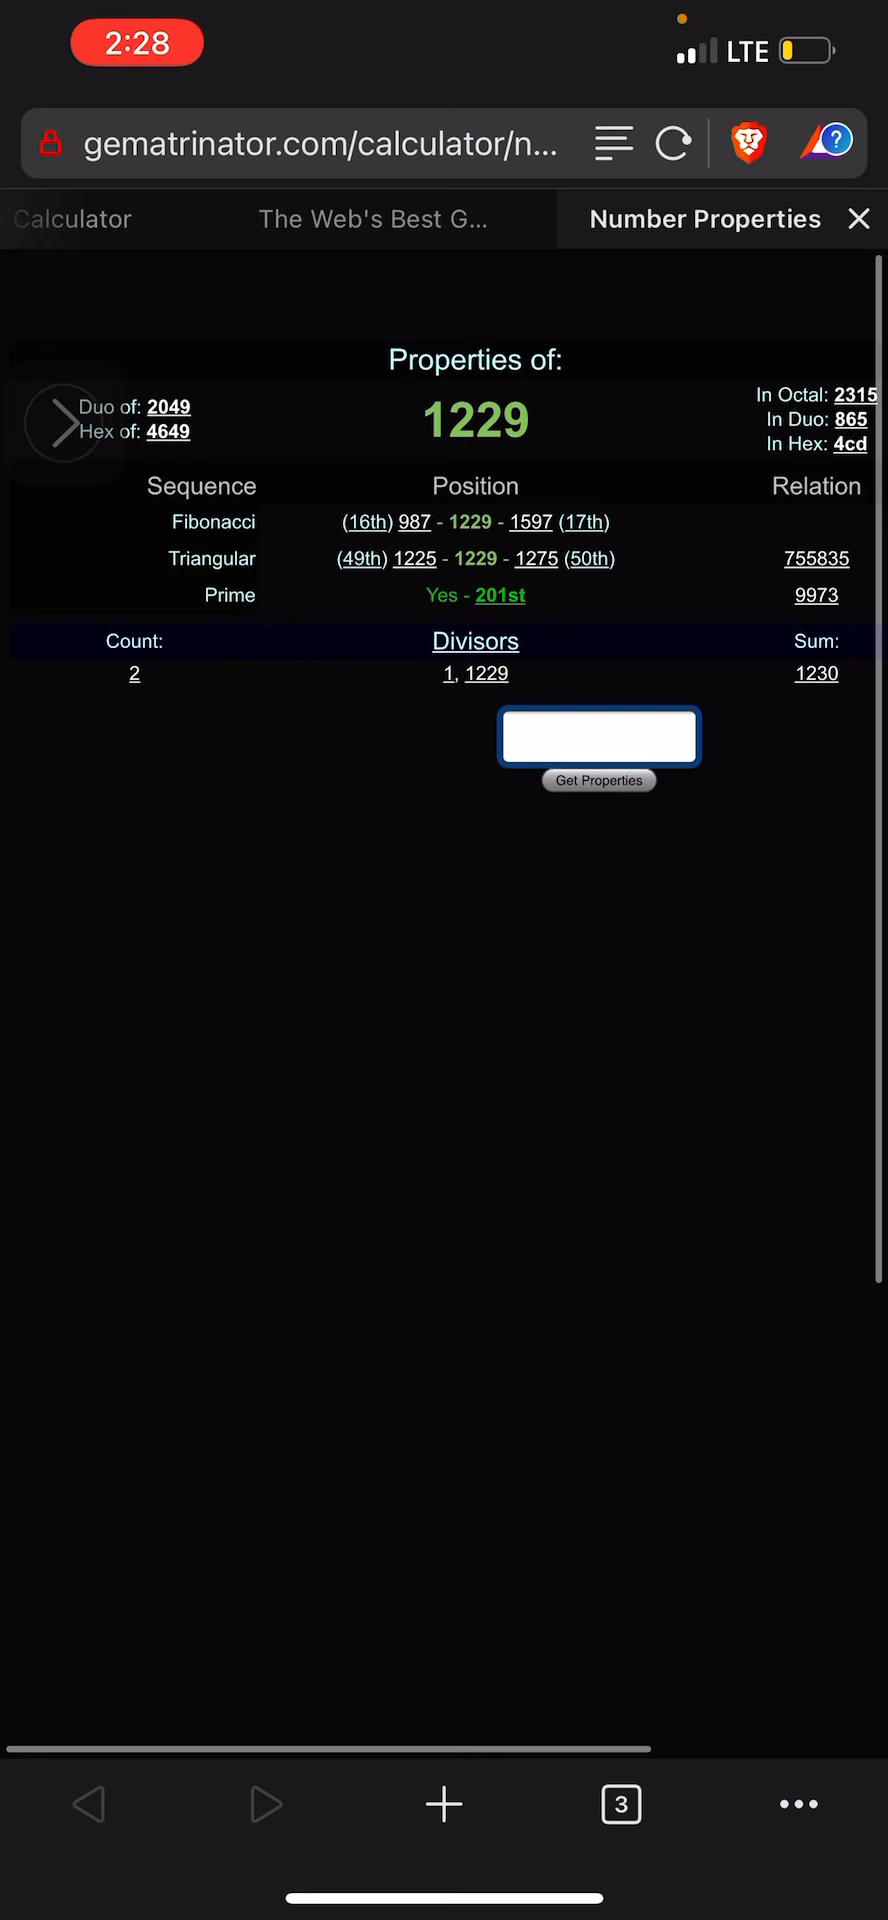 2:28
LTE
gematrinator.com/calculator/n...
?
Calculator
The Web's Best G...
Number Properties
Properties of:
Duo of: 2049
Hex of: 4649
1229
In Octal: 2315
In Duo: 865
In Hex: 4cd
Sequence Position Relation
Fibonacci (16th) 987 - 1229 - 1597 (17th)
Triangular (49th) 1225 - 1229 - 1275 (50th) 755835
Prime Yes - 201st 9973
Count: Divisors Sum:
2 1, 1229 1230
Get Properties
3